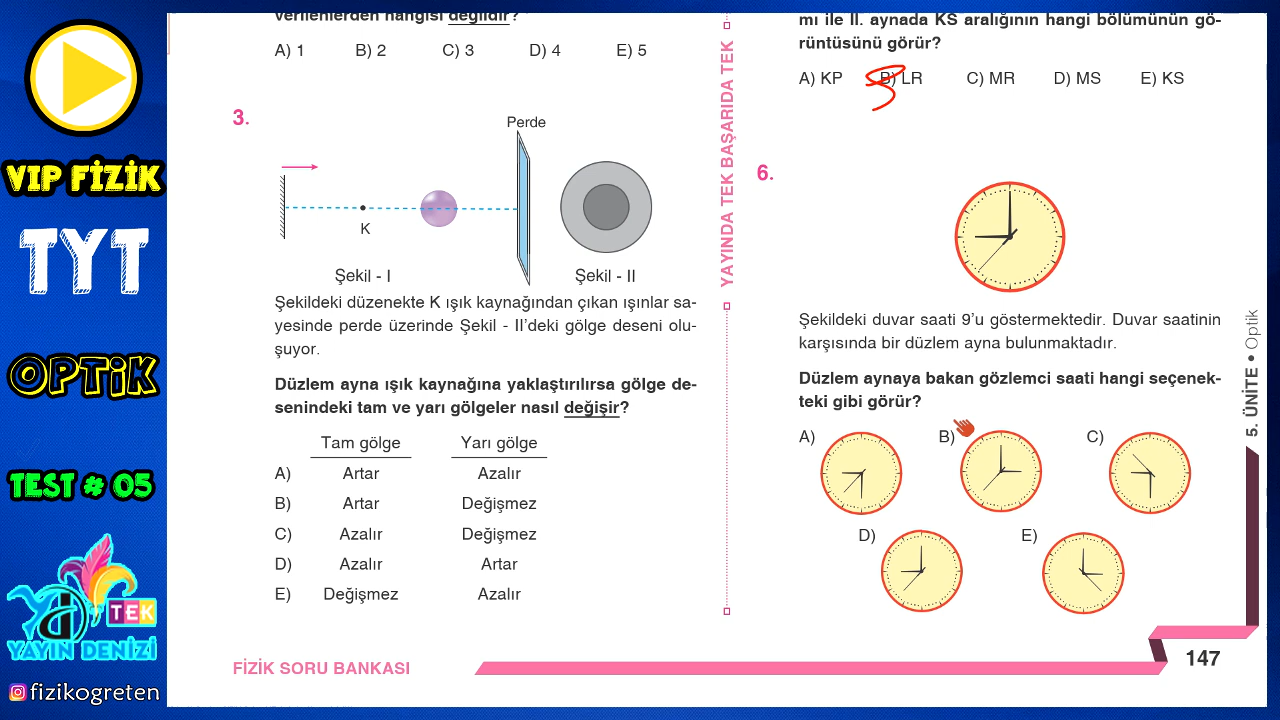 VIP FİZİK
TYT
OPTiK
TEST # 05
TEK
YAYIN DENİZİ
fizikogreten
verilenlerden hangisi değildir?
A) 1 B) 2 C) 3 D) 4 E) 5
3.
Perde
K
Şekil - I Şekil - II
Şekildeki düzenekte K ışık kaynağından çıkan ışınlar sa-
yesinde perde üzerinde Şekil - II'deki gölge deseni olu-
şuyor.
Düzlem ayna ışık kaynağına yaklaştırılırsa gölge de-
senindeki tam ve yarı gölgeler nasıl değişir?
Tam gölge Yarı gölge
A) Artar Azalır
B) Artar Değişmez
C) Azalır Değişmez
D) Azalır Artar
E) Değişmez Azalır
FİZİK SORU BANKASI
YAYINDA TEK BAŞARIDA TEK
mı ile II. aynada KS aralığının hangi bölümünün gö-
rüntüsünü görür?
A) KP B) LR C) MR D) MS E) KS
6.
Şekildeki duvar saati 9'u göstermektedir. Duvar saatinin
karşısında bir düzlem ayna bulunmaktadır.
Düzlem aynaya bakan gözlemci saati hangi seçenek-
teki gibi görür?
A) B) C)
D) E)
5. ÜNİTE • Optik
147